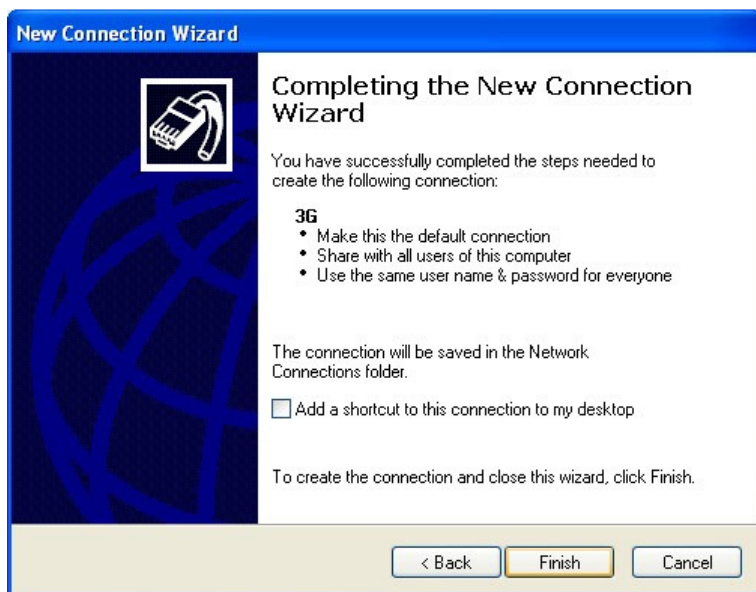 New Connection Wizard
Completing the New Connection
Wizard
You have successfully completed the steps needed to
create the following connection:
3G
• Make this the default connection
• Share with all users of this computer
• Use the same user name & password for everyone
The connection will be saved in the Network
Connections folder.
Add a shortcut to this connection to my desktop
To create the connection and close this wizard, click Finish.
< Back
Finish
Cancel